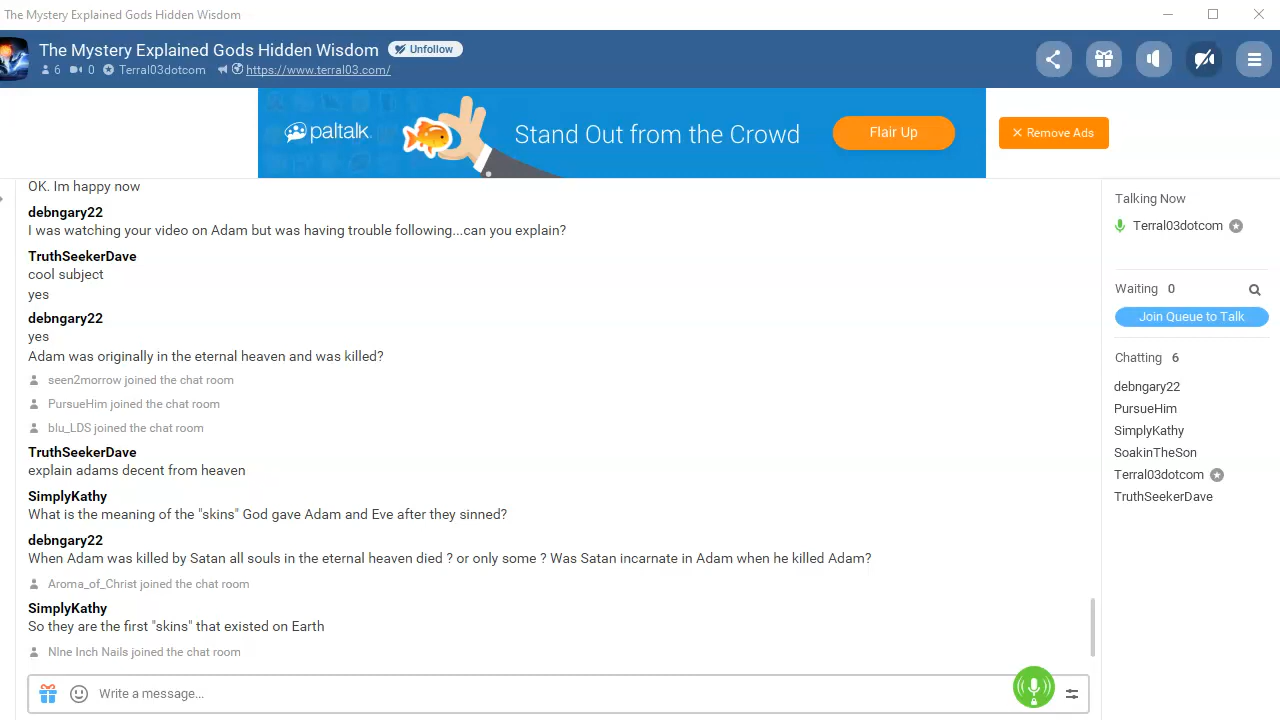 The Mystery Explained Gods Hidden Wisdom
The Mystery Explained Gods Hidden Wisdom Unfollow
6 0 Terral03dotcom https://www.terral03.com/
paltalk Stand Out from the Crowd Flair Up Remove Ads
OK. Im happy now
debngary22
I was watching your video on Adam but was having trouble following...can you explain?
TruthSeekerDave
cool subject
yes
debngary22
yes
Adam was originally in the eternal heaven and was killed?
seen2morrow joined the chat room
PursueHim joined the chat room
blu_LDS joined the chat room
TruthSeekerDave
explain adams decent from heaven
SimplyKathy
What is the meaning of the "skins" God gave Adam and Eve after they sinned?
debngary22
When Adam was killed by Satan all souls in the eternal heaven died ? or only some ? Was Satan incarnate in Adam when he killed Adam?
Aroma_of_Christ joined the chat room
SimplyKathy
So they are the first "skins" that existed on Earth
NIne Inch Nails joined the chat room
Write a message...
Talking Now
Terral03dotcom
Waiting 0
Join Queue to Talk
Chatting 6
debngary22
PursueHim
SimplyKathy
SoakinTheSon
Terral03dotcom
TruthSeekerDave